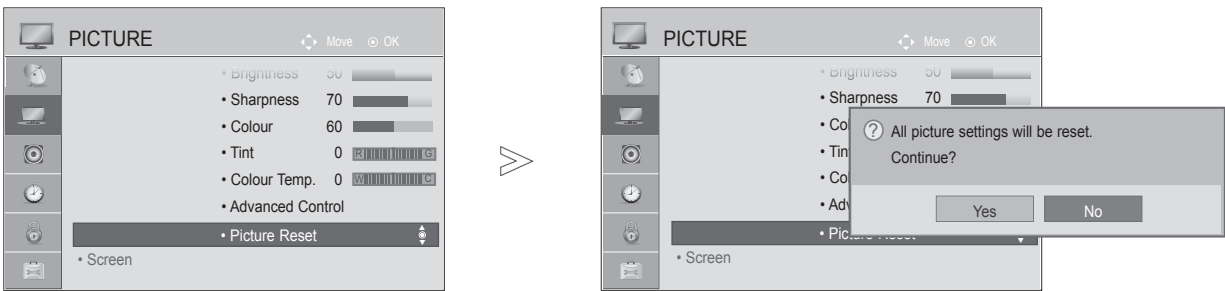 PICTURE
Move OK
• Brightness 50
• Sharpness 70
• Colour 60
• Tint 0 R G
• Colour Temp. 0 W C
• Advanced Control
• Picture Reset
• Screen
PICTURE
Move OK
• Brightness 50
• Sharpness 70
• Co
• Tin
• Co
• Adv
• Picture Reset
• Screen
? All picture settings will be reset.
Continue?
Yes No